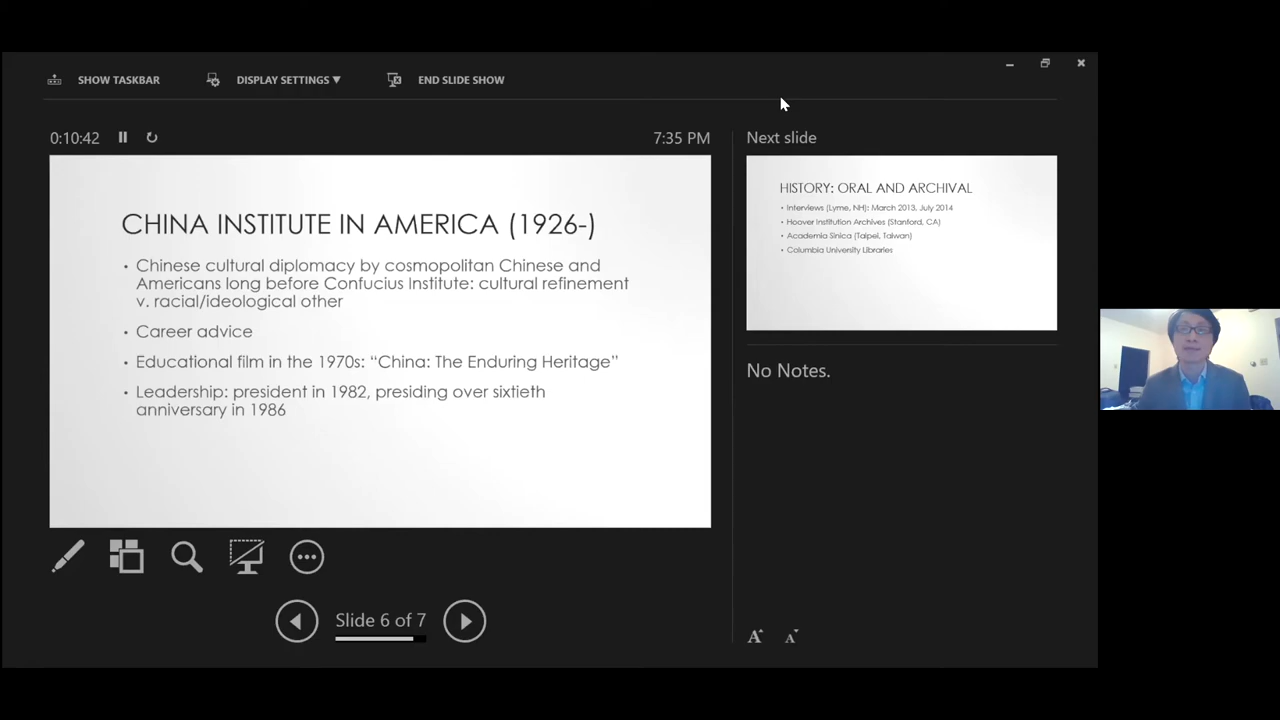 SHOW TASKBAR
DISPLAY SETTINGS ▼
END SLIDE SHOW
0:10:42
7:35 PM
CHINA INSTITUTE IN AMERICA (1926-)
• Chinese cultural diplomacy by cosmopolitan Chinese and
Americans long before Confucius Institute: cultural refinement
v. racial/ideological other
• Career advice
• Educational film in the 1970s: “China: The Enduring Heritage”
• Leadership: president in 1982, presiding over sixtieth
anniversary in 1986
Slide 6 of 7
Next slide
HISTORY: ORAL AND ARCHIVAL
• Interviews (Lyme, NH): March 2013, July 2014
• Hoover Institution Archives (Stanford, CA)
• Academia Sinica (Taipei, Taiwan)
• Columbia University Libraries
No Notes.
A A